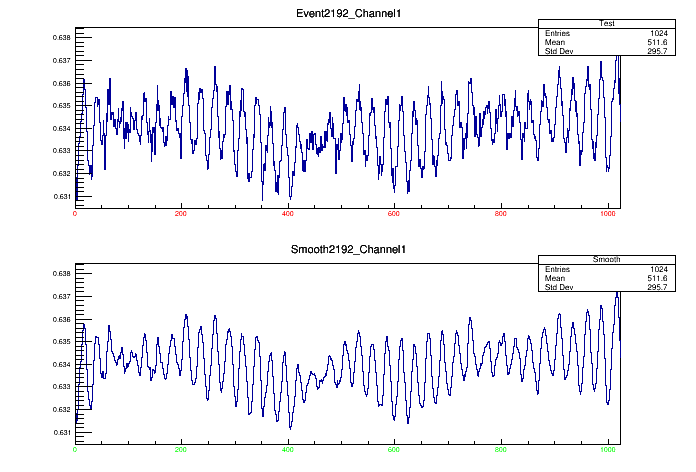 Event2192_Channel1
Test
Entries 1024
Mean 511.6
Std Dev 295.7
0.638
0.637
0.636
0.635
0.634
0.633
0.632
0.631
0 200 400 600 800 1000
Smooth2192_Channel1
Smooth
Entries 1024
Mean 511.6
Std Dev 295.7
0.638
0.637
0.636
0.635
0.634
0.633
0.632
0.631
0 200 400 600 800 1000